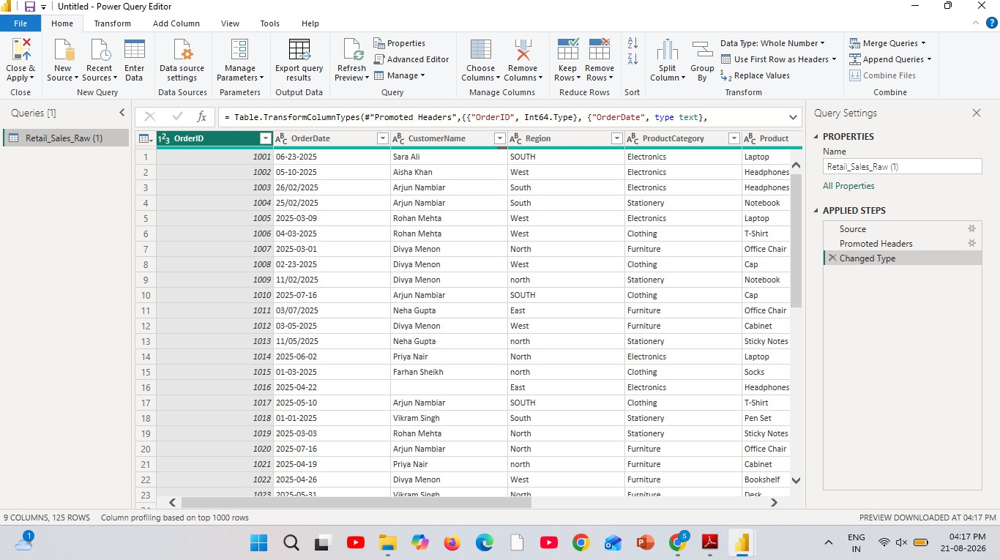 Untitled - Power Query Editor
File Home Transform Add Column View Tools Help
Close & Apply
New Source
Recent Sources
Enter Data
Data source settings
Manage Parameters
Export query results
Refresh Preview
Properties
Advanced Editor
Manage
Choose Columns
Remove Columns
Keep Rows
Remove Rows
Split Column
Group By
Data Type: Whole Number
Use First Row as Headers
Replace Values
Merge Queries
Append Queries
Combine Files
Close New Query Data Sources Parameters Output Data Query Manage Columns Reduce Rows Sort Transform Combine
Queries [1]
Retail_Sales_Raw (1)
fx = Table.TransformColumnTypes(#"Promoted Headers",{{"OrderID", Int64.Type}, {"OrderDate", type text},
OrderID OrderDate CustomerName Region ProductCategory Product
1 1001 06-23-2025 Sara Ali SOUTH Electronics Laptop
2 1002 05-10-2025 Aisha Khan West Electronics Headphones
3 1003 26/02/2025 Arjun Nambiar South Electronics Headphones
4 1004 25/02/2025 Arjun Nambiar South Stationery Notebook
5 1005 2025-03-09 Rohan Mehta West Electronics Laptop
6 1006 04-03-2025 Rohan Mehta West Clothing T-Shirt
7 1007 2025-03-01 Divya Menon North Furniture Office Chair
8 1008 02-23-2025 Divya Menon West Clothing Cap
9 1009 11/02/2025 Divya Menon north Stationery Notebook
10 1010 2025-07-16 Arjun Nambiar SOUTH Clothing Cap
11 1011 03/07/2025 Neha Gupta East Furniture Office Chair
12 1012 03-05-2025 Divya Menon West Furniture Cabinet
13 1013 11/05/2025 Neha Gupta north Stationery Sticky Notes
14 1014 2025-06-02 Priya Nair North Electronics Laptop
15 1015 01-03-2025 Farhan Sheikh north Clothing Socks
16 1016 2025-04-22 East Electronics Headphones
17 1017 2025-05-10 Arjun Nambiar SOUTH Clothing T-Shirt
18 1018 01-01-2025 Vikram Singh South Stationery Pen Set
19 1019 2025-03-03 Rohan Mehta North Stationery Sticky Notes
20 1020 2025-07-16 Arjun Nambiar North Furniture Office Chair
21 1021 2025-04-19 Priya Nair north Furniture Cabinet
22 1022 2025-04-26 Divya Menon West Furniture Bookshelf
23 1023 2025-05-31 Vikram Singh North Furniture Desk
Query Settings
PROPERTIES
Name
Retail_Sales_Raw (1)
All Properties
APPLIED STEPS
Source
Promoted Headers
Changed Type
9 COLUMNS, 125 ROWS Column profiling based on top 1000 rows PREVIEW DOWNLOADED AT 04:17 PM
1
ENG
IN
04:17 PM
21-08-2026